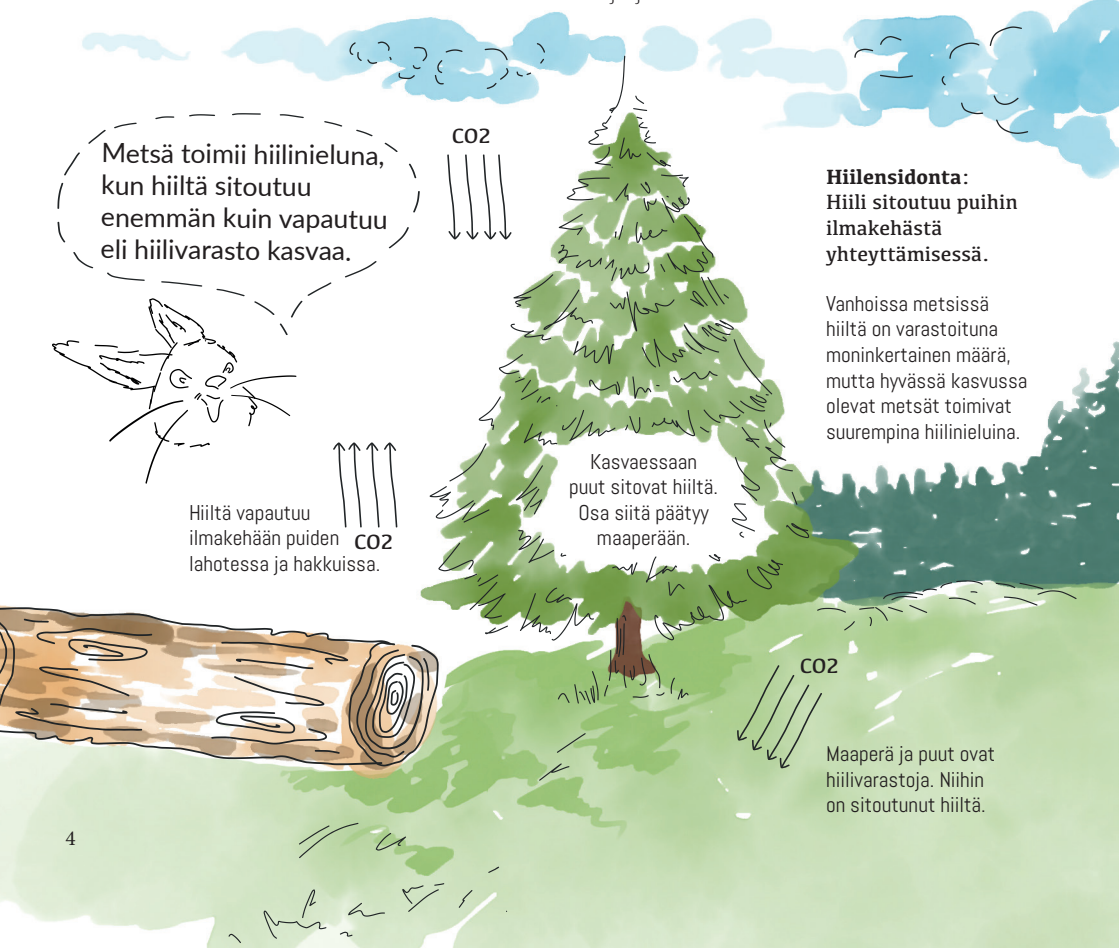 Metsä toimii hiilinieluna,
kun hiiltä sitoutuu
enemmän kuin vapautuu
eli hiilivarasto kasvaa.
CO2
Hiilensidonta:
Hiili sitoutuu puihin
ilmakehästä
yhteyttämisessä.
Vanhoissa metsissä
hiiltä on varastoituna
moninkertainen määrä,
mutta hyvässä kasvussa
olevat metsät toimivat
suurempina hiilinieluina.
Kasvaessaan
puut sitovat hiiltä.
Osa siitä päätyy
maaperään.
Hiiltä vapautuu
ilmakehään puiden
lahotessa ja hakkuissa.
CO2
CO2
Maaperä ja puut ovat
hiilivarastoja. Niihin
on sitoutunut hiiltä.
4